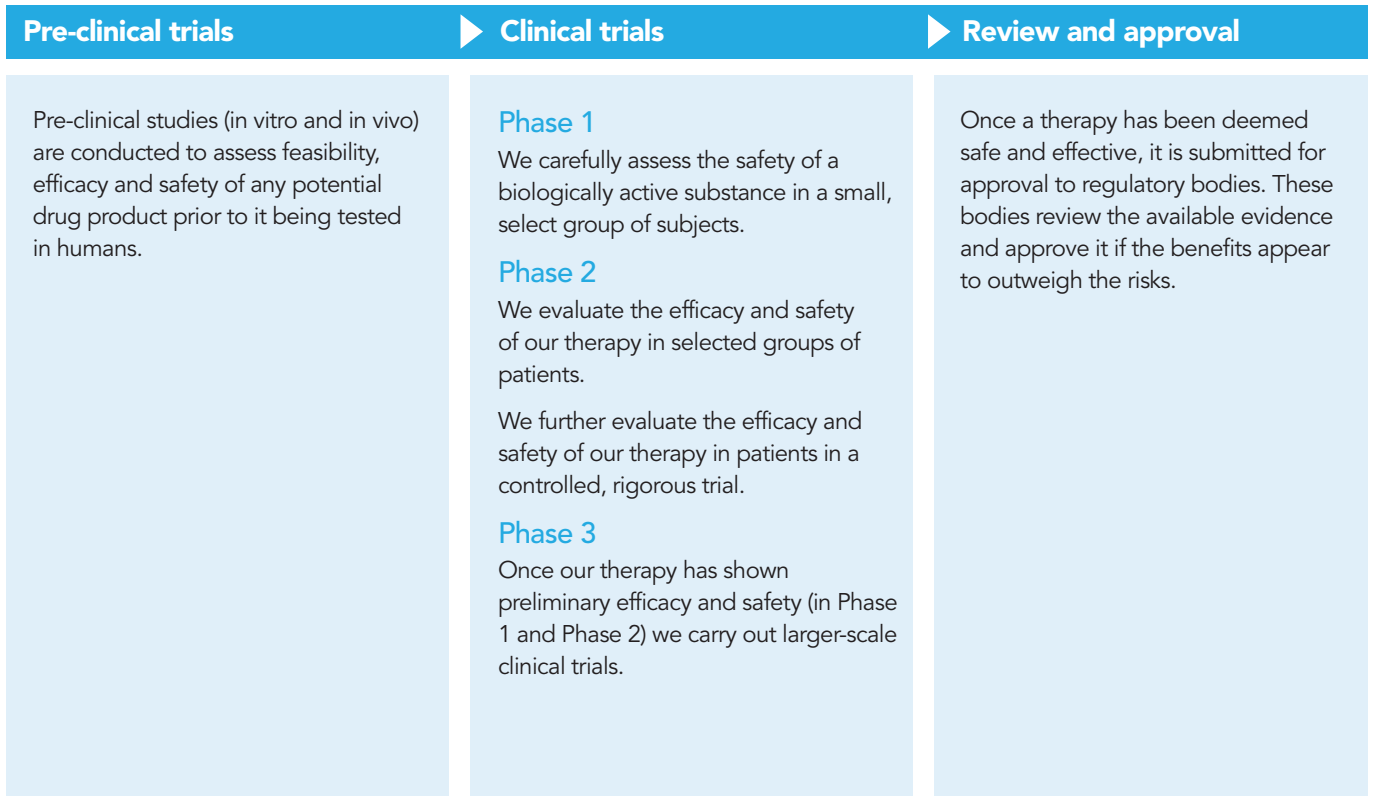 Pre-clinical trials
Clinical trials
Review and approval
Pre-clinical studies (in vitro and in vivo)
are conducted to assess feasibility,
efficacy and safety of any potential
drug product prior to it being tested
in humans.
Phase 1
We carefully assess the safety of a
biologically active substance in a small,
select group of subjects.
Phase 2
We evaluate the efficacy and safety
of our therapy in selected groups of
patients.
We further evaluate the efficacy and
safety of our therapy in patients in a
controlled, rigorous trial.
Phase 3
Once our therapy has shown
preliminary efficacy and safety (in Phase
1 and Phase 2) we carry out larger-scale
clinical trials.
Once a therapy has been deemed
safe and effective, it is submitted for
approval to regulatory bodies. These
bodies review the available evidence
and approve it if the benefits appear
to outweigh the risks.